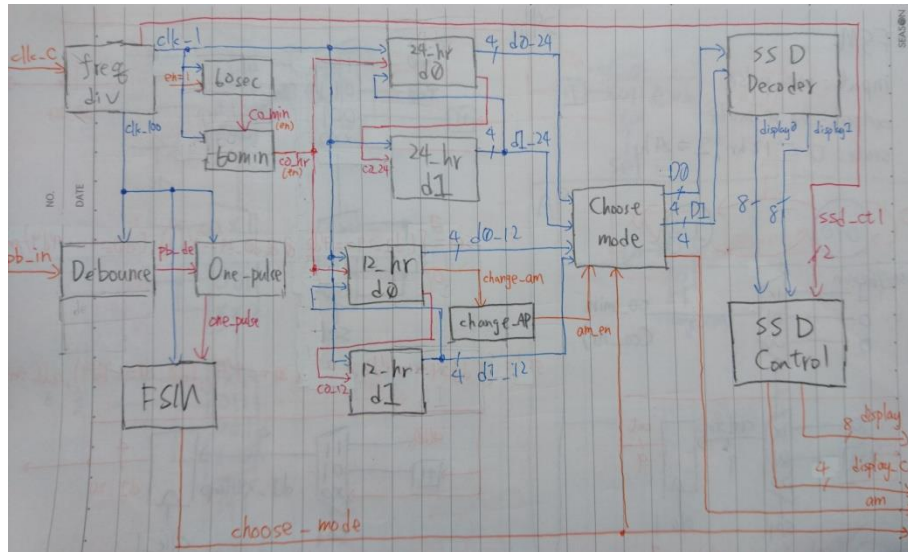 clk_C
freq
div
clk_1
clk_100
en=1
60sec
co_min
(en)
60min
co_hr
(en)
24_hr
d0
4
d0_24
24_hr
d1
co_24
4
d1_24
12_hr
d0
4
d0_12
change_am
change_AP
am_en
12_hr
d1
co_12
4
d1_12
Choose
mode
D0
4
D1
4
SSD
Decoder
display0
display1
8
8
ssd_ctl
2
SSD
Control
8
display
4
display_c
am
pb_in
Debounce
pb_de
One-pulse
one_pulse
FSM
choose_mode
NO.
DATE
SEASON